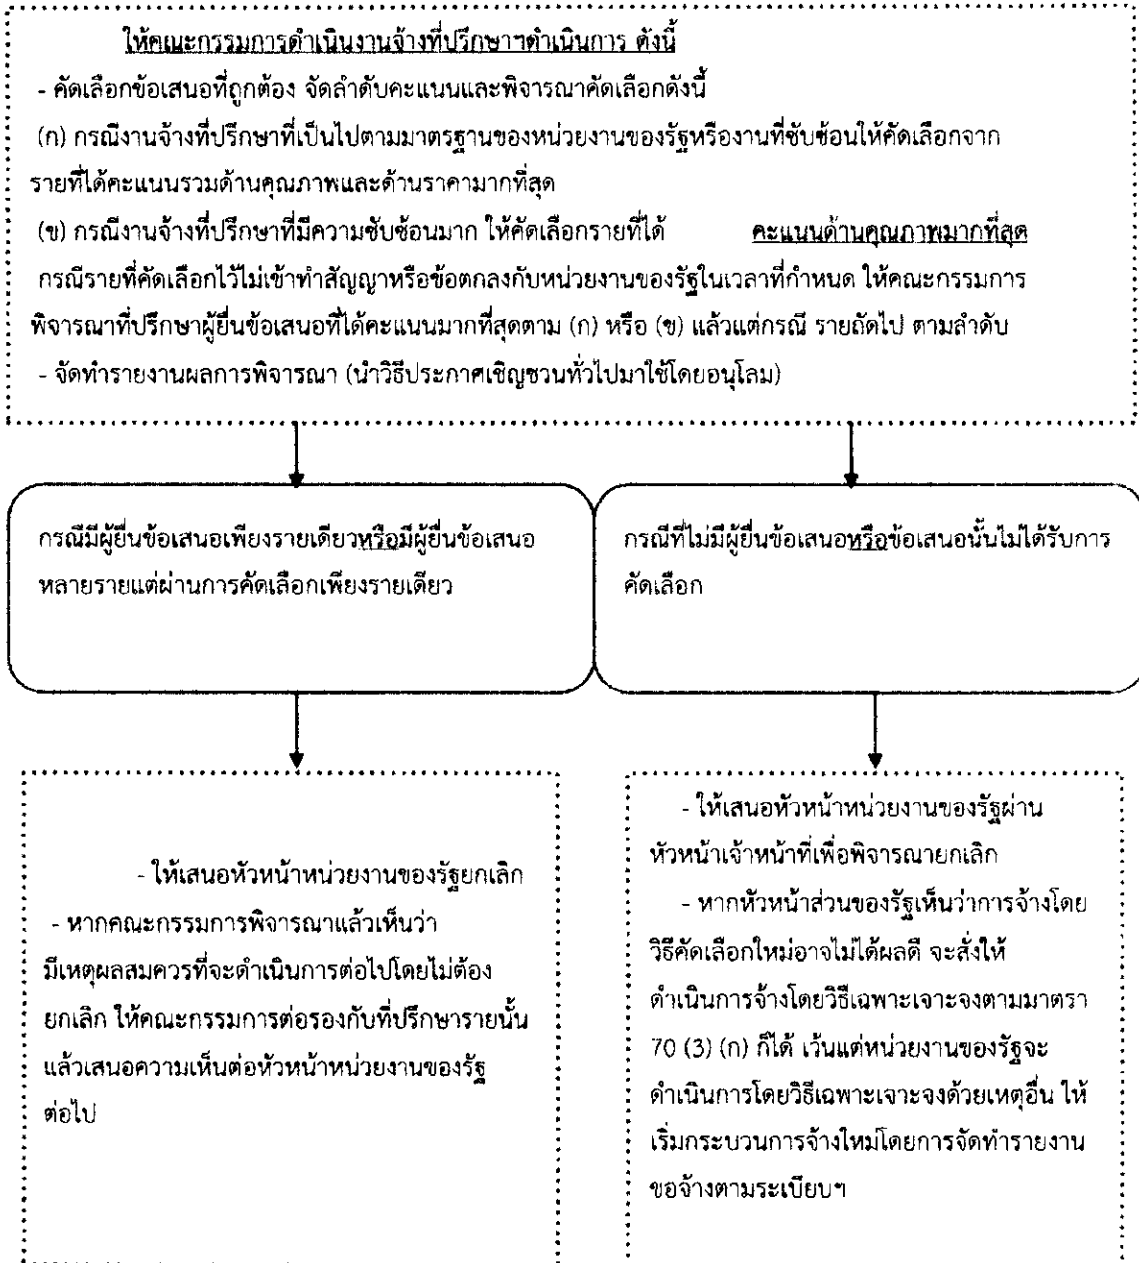 ให้คณะกรรมการดำเนินงานจ้างที่ปรึกษาฯดำเนินการ ดังนี้
- คัดเลือกข้อเสนอที่ถูกต้อง จัดลำดับคะแนนและพิจารณาคัดเลือกดังนี้
(ก) กรณีงานจ้างที่ปรึกษาที่เป็นไปตามมาตรฐานของหน่วยงานของรัฐหรืองานที่ซับซ้อนให้คัดเลือกจาก
รายที่ได้คะแนนรวมด้านคุณภาพและด้านราคามากที่สุด
(ข) กรณีงานจ้างที่ปรึกษาที่มีความซับซ้อนมาก ให้คัดเลือกรายที่ได้ คะแนนด้านคุณภาพมากที่สุด
กรณีรายที่คัดเลือกไว้ไม่เข้าทำสัญญาหรือข้อตกลงกับหน่วยงานของรัฐในเวลาที่กำหนด ให้คณะกรรมการ
พิจารณาที่ปรึกษาผู้ยื่นข้อเสนอที่ได้คะแนนมากที่สุดตาม (ก) หรือ (ข) แล้วแต่กรณี รายถัดไป ตามลำดับ
- จัดทำรายงานผลการพิจารณา (นำวิธีประกาศเชิญชวนทั่วไปมาใช้โดยอนุโลม)
กรณีมีผู้ยื่นข้อเสนอเพียงรายเดียวหรือมีผู้ยื่นข้อเสนอ
หลายรายแต่ผ่านการคัดเลือกเพียงรายเดียว
กรณีที่ไม่มีผู้ยื่นข้อเสนอหรือข้อเสนอนั้นไม่ได้รับการ
คัดเลือก
- ให้เสนอหัวหน้าหน่วยงานของรัฐยกเลิก
- หากคณะกรรมการพิจารณาแล้วเห็นว่า
มีเหตุผลสมควรที่จะดำเนินการต่อไปโดยไม่ต้อง
ยกเลิก ให้คณะกรรมการต่อรองกับที่ปรึกษารายนั้น
แล้วเสนอความเห็นต่อหัวหน้าหน่วยงานของรัฐ
ต่อไป
- ให้เสนอหัวหน้าหน่วยงานของรัฐผ่าน
หัวหน้าเจ้าหน้าที่เพื่อพิจารณายกเลิก
- หากหัวหน้าส่วนของรัฐเห็นว่าการจ้างโดย
วิธีคัดเลือกใหม่อาจไม่ได้ผลดี จะสั่งให้
ดำเนินการจ้างโดยวิธีเฉพาะเจาะจงตามมาตรา
70 (3) (ก) ก็ได้ เว้นแต่หน่วยงานของรัฐจะ
ดำเนินการโดยวิธีเฉพาะเจาะจงด้วยเหตุอื่น ให้
เริ่มกระบวนการจ้างใหม่โดยการจัดทำรายงาน
ขอจ้างตามระเบียบฯ